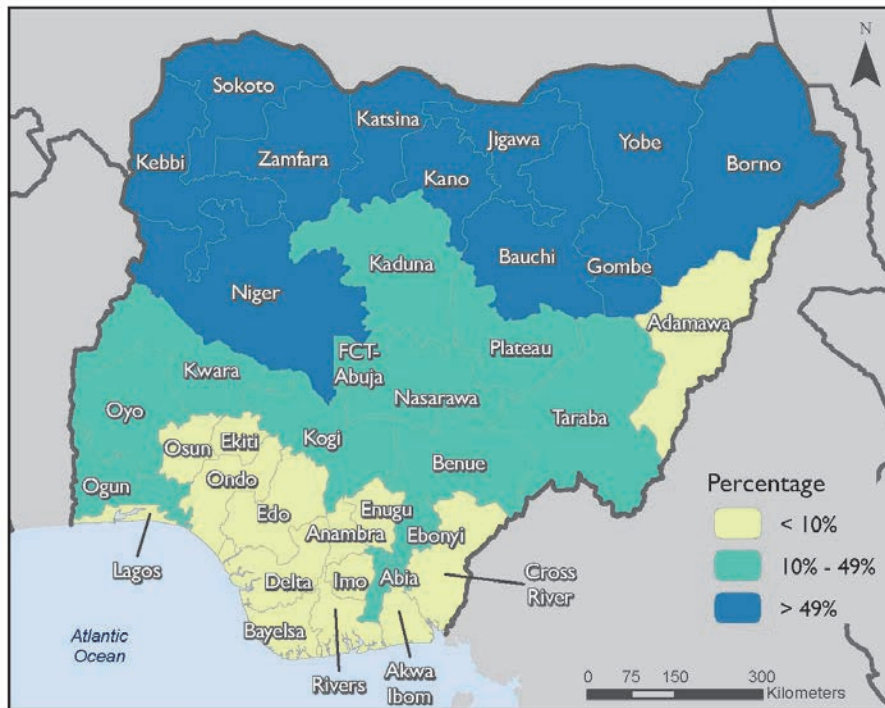 N
Sokoto
Katsina
Jigawa
Yobe
Kebbi
Zamfara
Borno
Kano
Bauchi
Gombe
Kaduna
Niger
Adamawa
FCT-
Abuja
Plateau
Kwara
Nasarawa
Oyo
Taraba
Kogi
Osun
Ekiti
Benue
Ondo
Ogun
Percentage
Edo
Enugu
< 10%
Anambra
Ebonyi
10% - 49%
Lagos
Delta
Imo
Abia
Cross
River
> 49%
Bayelsa
Atlantic
Ocean
Rivers
Akwa
Ibom
0 75 150 300
Kilometers